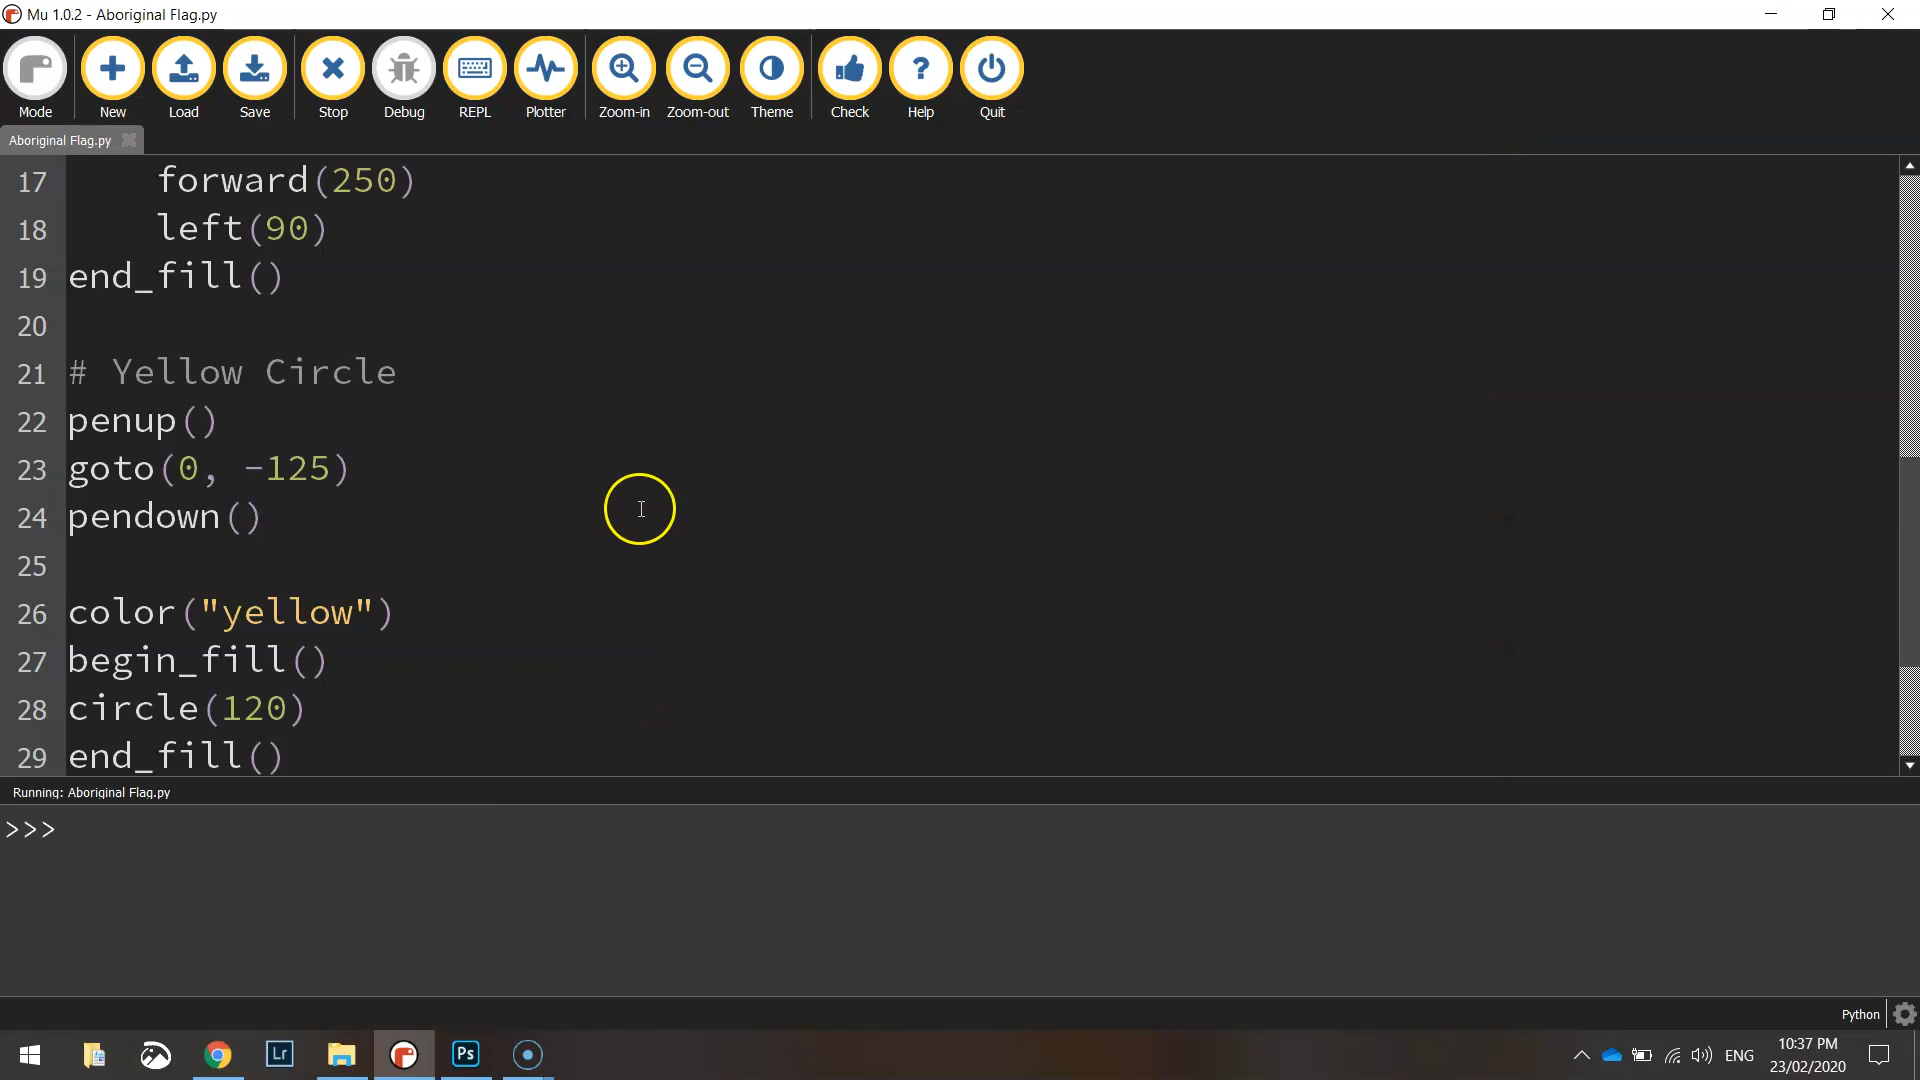 Mu 1.0.2 - Aboriginal Flag.py
Mode New Load Save Stop Debug REPL Plotter Zoom-in Zoom-out Theme Check Help Quit
Aboriginal Flag.py
17 forward(250)
18 left(90)
19 end_fill()
20
21 # Yellow Circle
22 penup()
23 goto(0, -125)
24 pendown()
25
26 color("yellow")
27 begin_fill()
28 circle(120)
29 end_fill()
Running: Aboriginal Flag.py
>>>
Python
Lr Ps ENG 10:37 PM
23/02/2020